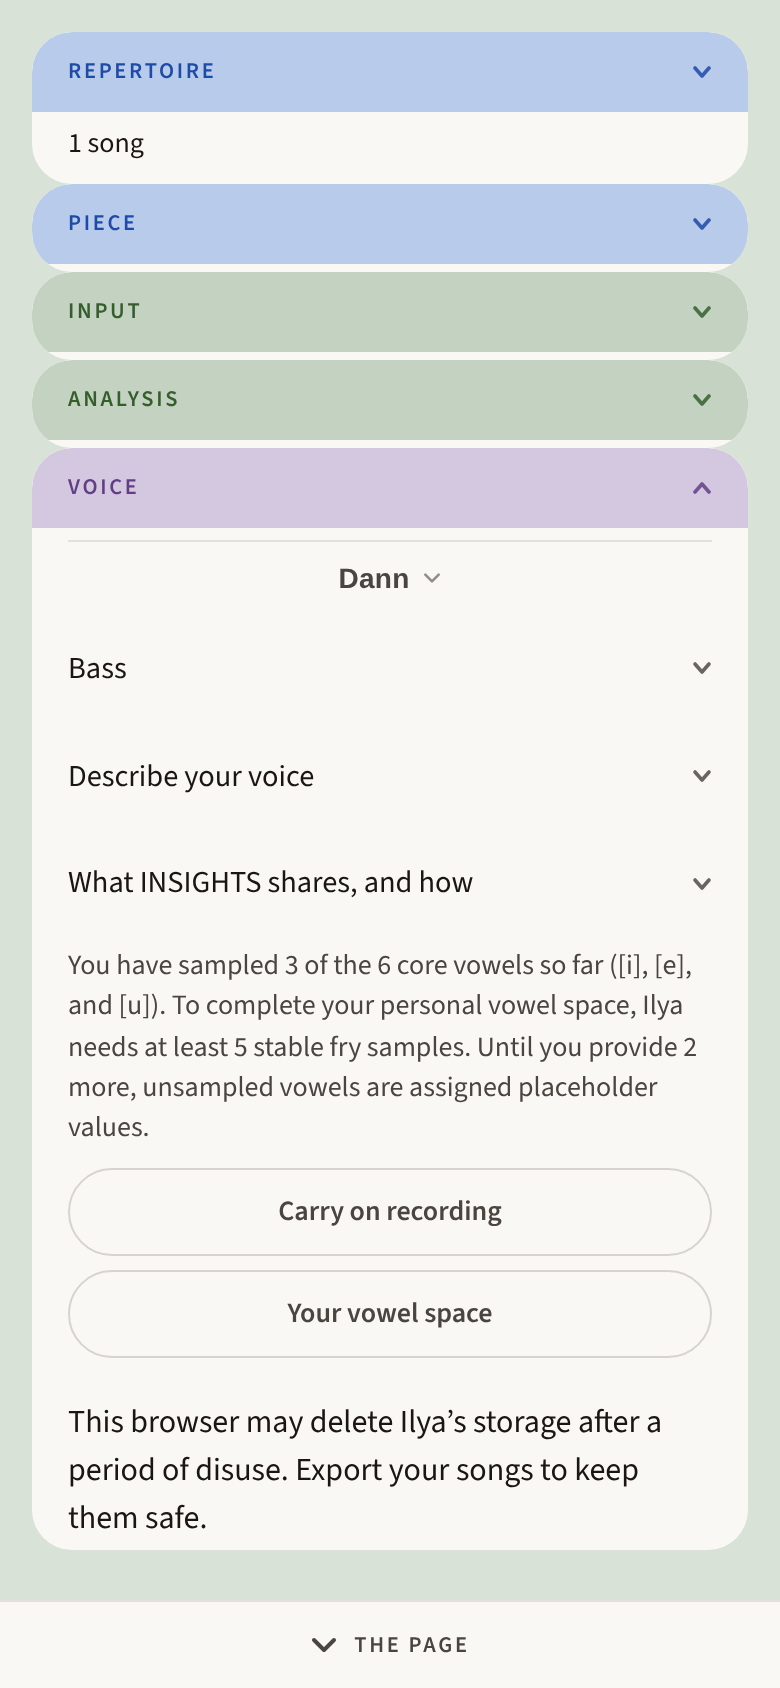 REPERTOIRE
1 song
PIECE
INPUT
ANALYSIS
VOICE
Dann
Bass
Describe your voice
What INSIGHTS shares, and how
You have sampled 3 of the 6 core vowels so far ([i], [e],
and [u]). To complete your personal vowel space, Ilya
needs at least 5 stable fry samples. Until you provide 2
more, unsampled vowels are assigned placeholder
values.
Carry on recording
Your vowel space
This browser may delete Ilya’s storage after a
period of disuse. Export your songs to keep
them safe.
THE PAGE